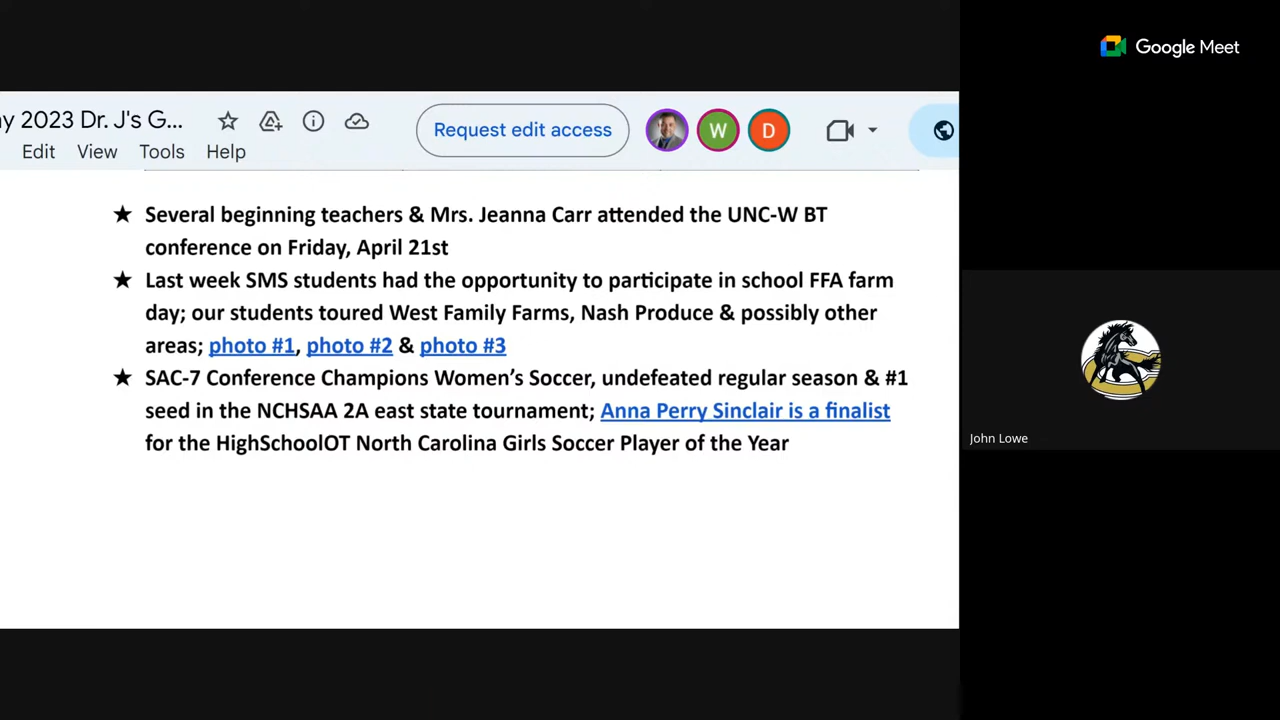 Google Meet
ay 2023 Dr. J's G...
Request edit access
W
D
Edit View Tools Help
★ Several beginning teachers & Mrs. Jeanna Carr attended the UNC-W BT
conference on Friday, April 21st
★ Last week SMS students had the opportunity to participate in school FFA farm
day; our students toured West Family Farms, Nash Produce & possibly other
areas; photo #1, photo #2 & photo #3
★ SAC-7 Conference Champions Women’s Soccer, undefeated regular season & #1
seed in the NCHSAA 2A east state tournament; Anna Perry Sinclair is a finalist
for the HighSchoolOT North Carolina Girls Soccer Player of the Year
John Lowe